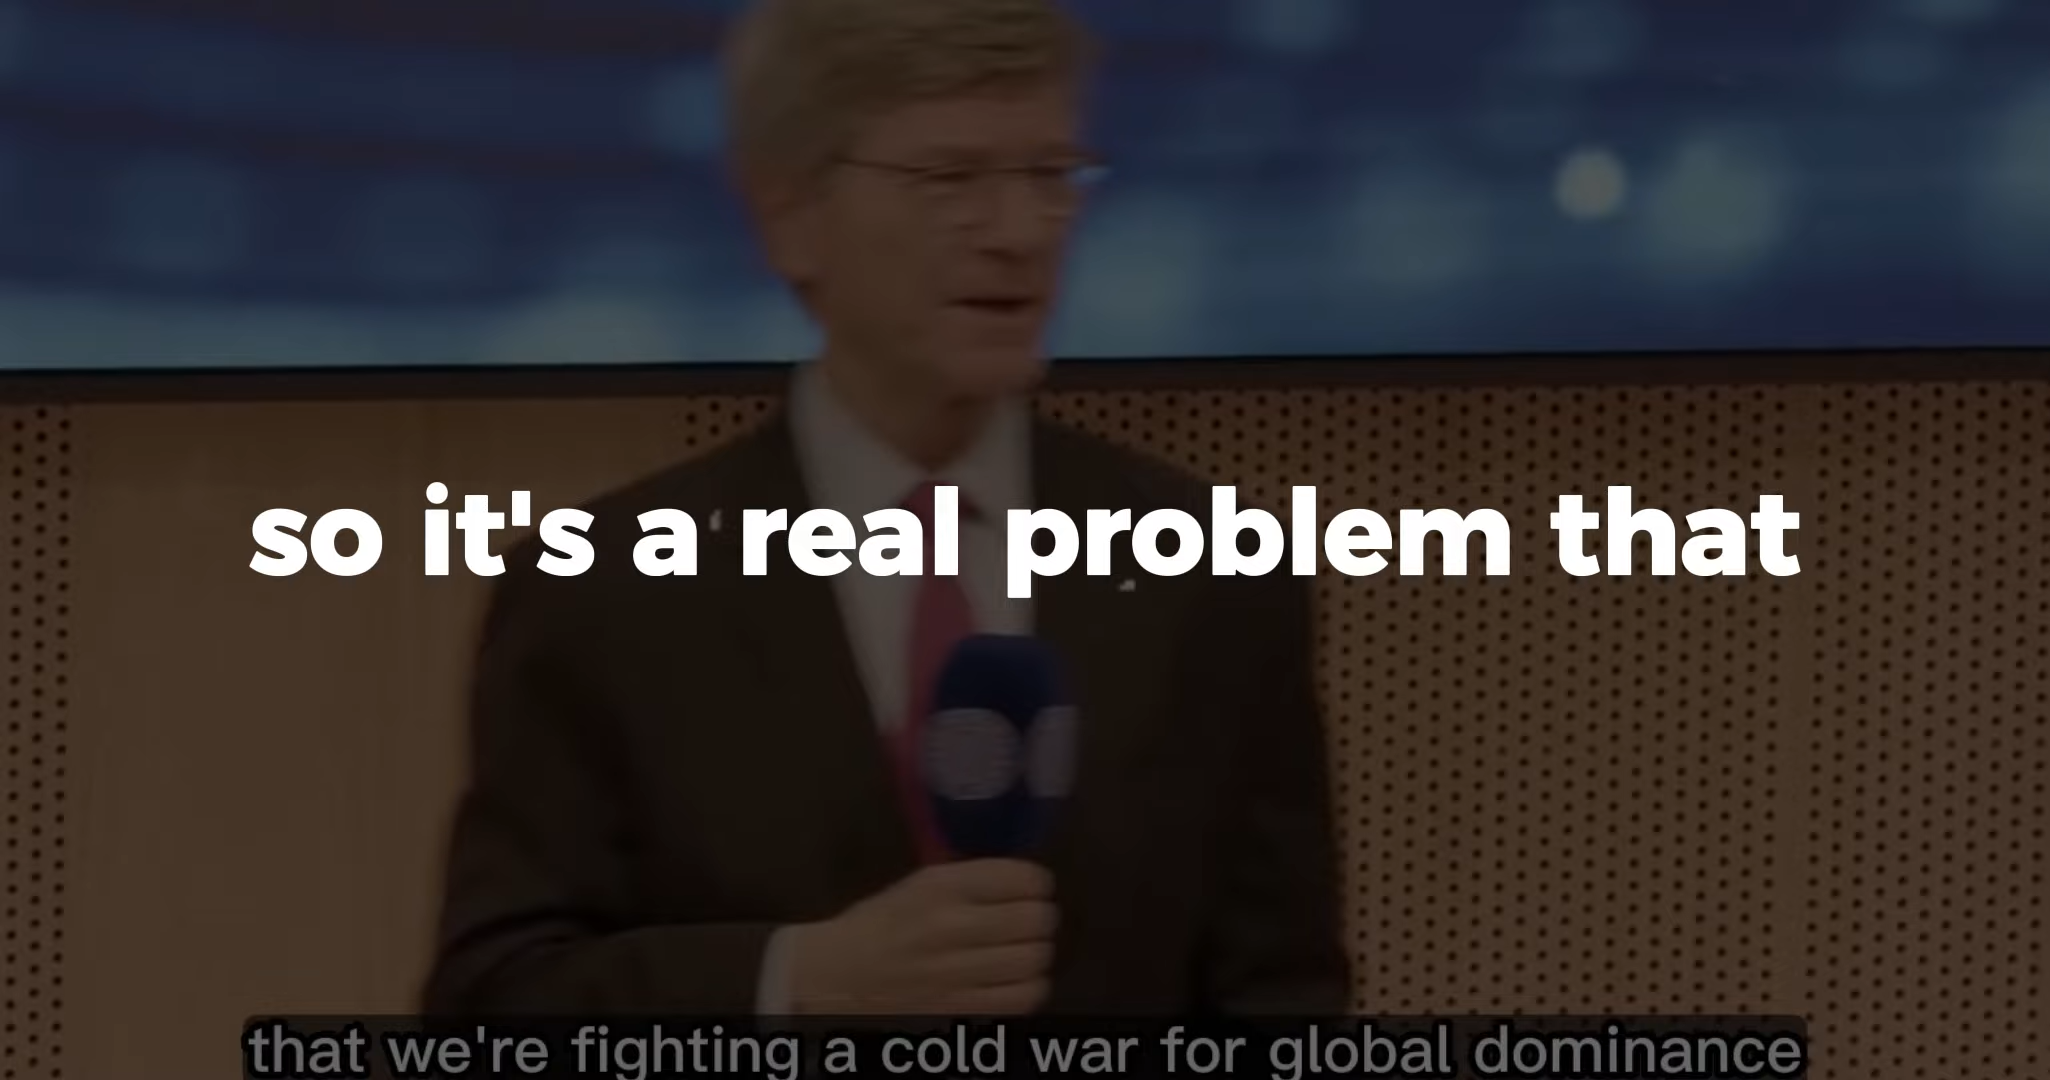 so it's a real problem that
that we're fighting a cold war for global dominance